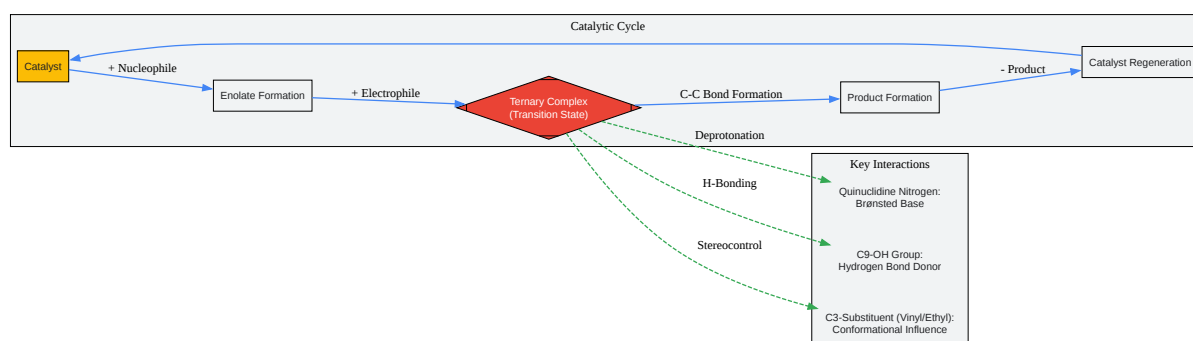 Catalytic Cycle
Catalyst
+ Nucleophile
Enolate Formation
+ Electrophile
Ternary Complex
(Transition State)
C-C Bond Formation
Product Formation
- Product
Catalyst Regeneration
Deprotonation
H-Bonding
Stereocontrol
Key Interactions
Quinuclidine Nitrogen:
Brønsted Base
C9-OH Group:
Hydrogen Bond Donor
C3-Substituent (Vinyl/Ethyl):
Conformational Influence